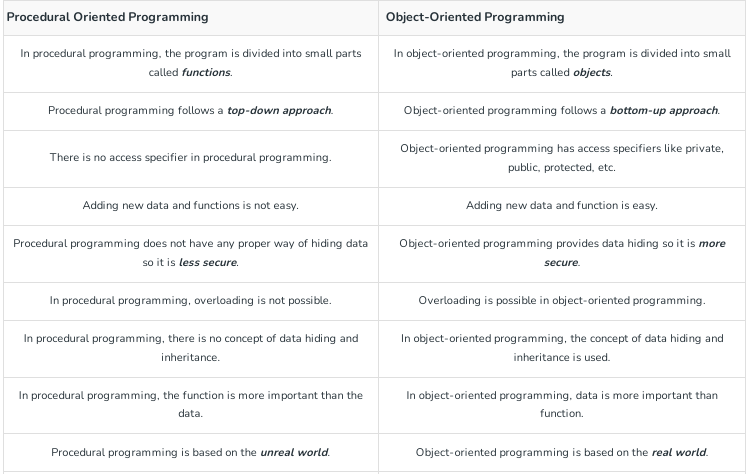 Procedural Oriented Programming
Object-Oriented Programming
In procedural programming, the program is divided into small parts
called functions.
In object-oriented programming, the program is divided into small
parts called objects.
Procedural programming follows a top-down approach.
Object-oriented programming follows a bottom-up approach.
There is no access specifier in procedural programming.
Object-oriented programming has access specifiers like private,
public, protected, etc.
Adding new data and functions is not easy.
Adding new data and function is easy.
Procedural programming does not have any proper way of hiding data
so it is less secure.
Object-oriented programming provides data hiding so it is more
secure.
In procedural programming, overloading is not possible.
Overloading is possible in object-oriented programming.
In procedural programming, there is no concept of data hiding and
inheritance.
In object-oriented programming, the concept of data hiding and
inheritance is used.
In procedural programming, the function is more important than the
data.
In object-oriented programming, data is more important than
function.
Procedural programming is based on the unreal world.
Object-oriented programming is based on the real world.